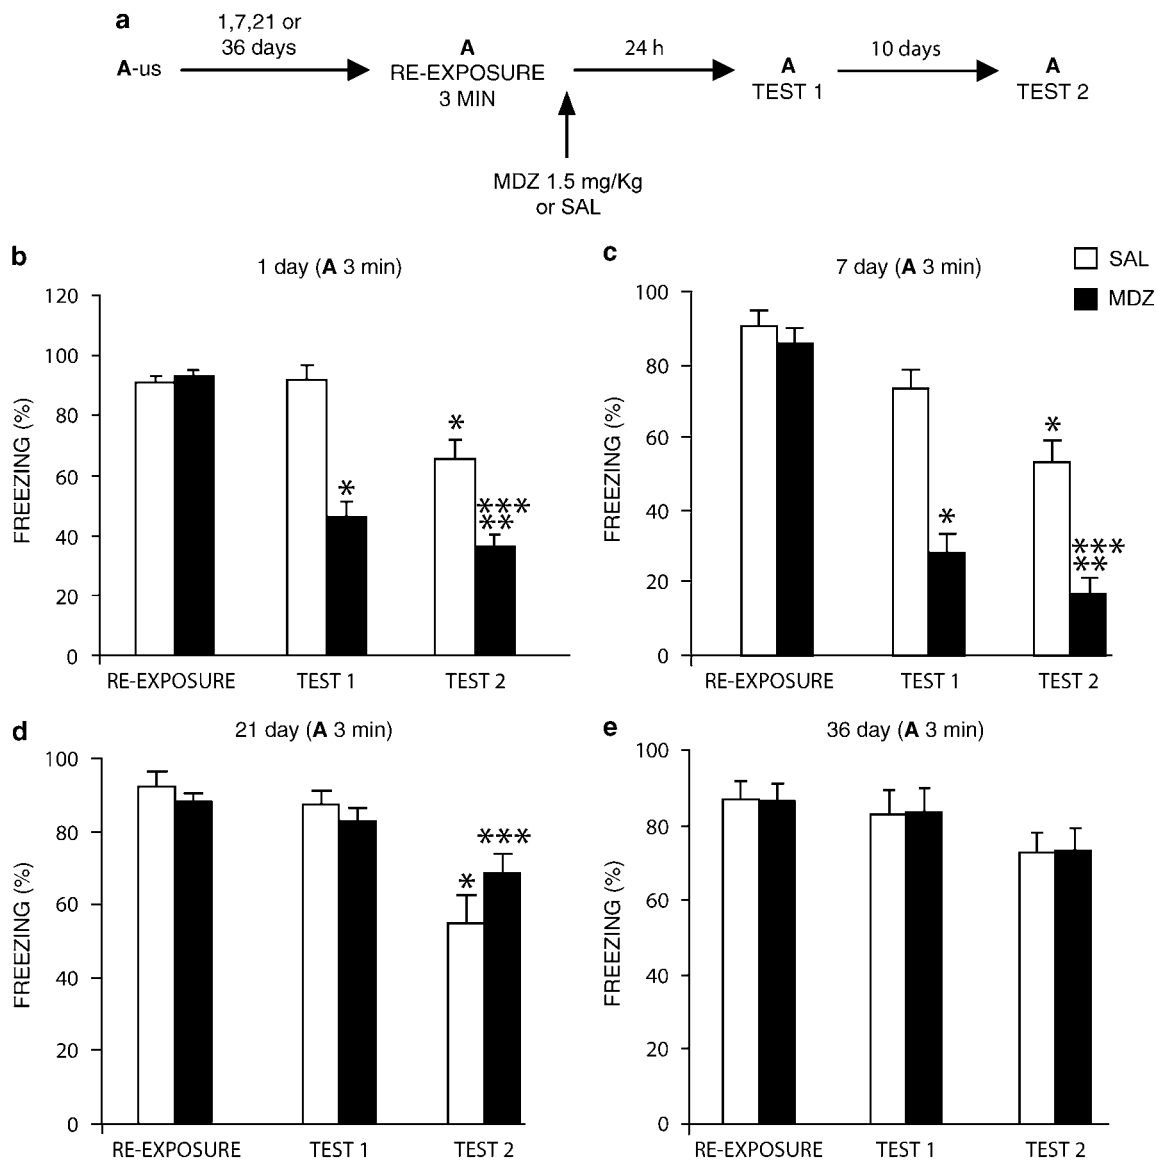 a
1,7,21 or
36 days
A-us
A
RE-EXPOSURE
3 MIN
24 h
A
TEST 1
10 days
A
TEST 2
MDZ 1.5 mg/Kg
or SAL
b
1 day (A 3 min)
FREEZING (%)
120
100
80
60
40
20
0
*
*
***
**
RE-EXPOSURE TEST 1 TEST 2
c
7 day (A 3 min)
SAL
MDZ
FREEZING (%)
100
80
60
40
20
0
*
*
***
**
RE-EXPOSURE TEST 1 TEST 2
d
21 day (A 3 min)
FREEZING (%)
100
80
60
40
20
0
*
***
RE-EXPOSURE TEST 1 TEST 2
e
36 day (A 3 min)
FREEZING (%)
100
80
60
40
20
0
RE-EXPOSURE TEST 1 TEST 2